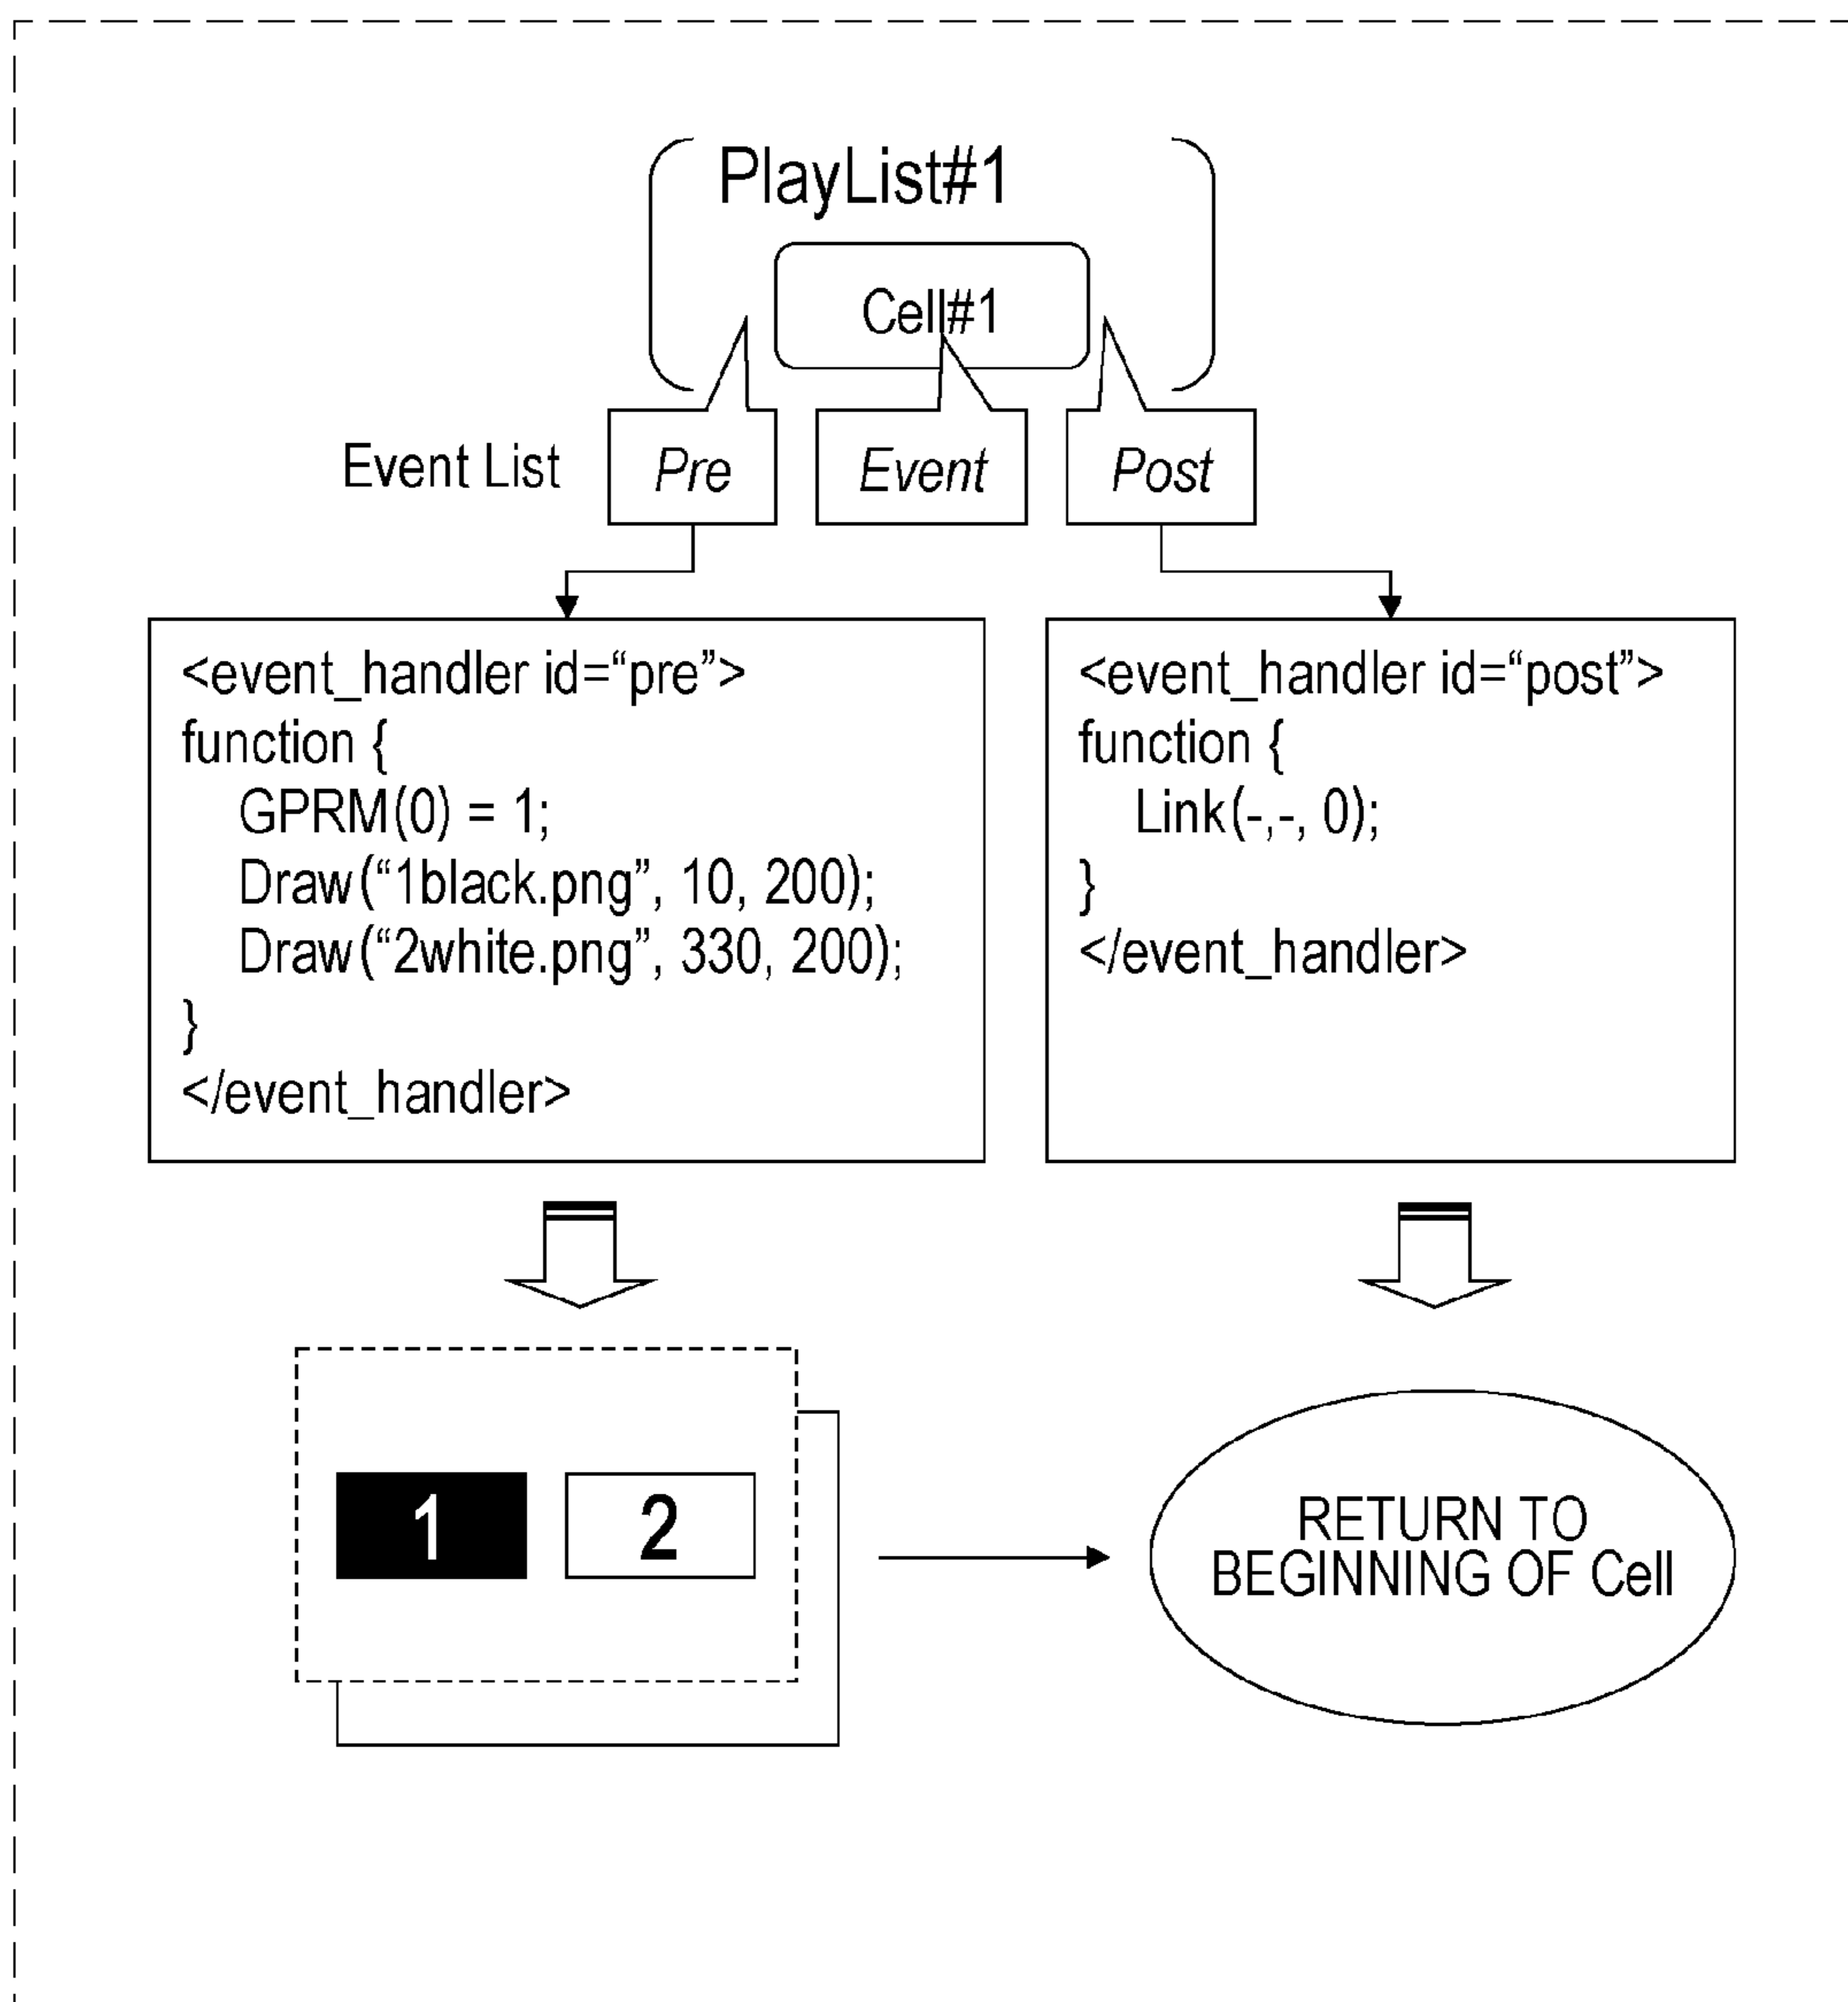 PlayList#1
Cell#1
Event List
Pre
Event
Post
<event_handler id=“pre”>
function {
GPRM(0) = 1;
Draw(“1black.png”, 10, 200);
Draw(“2white.png”, 330, 200);
}
</event_handler>
<event_handler id=“post”>
function {
Link(-,-, 0);
}
</event_handler>
1
2
RETURN TO
BEGINNING OF Cell